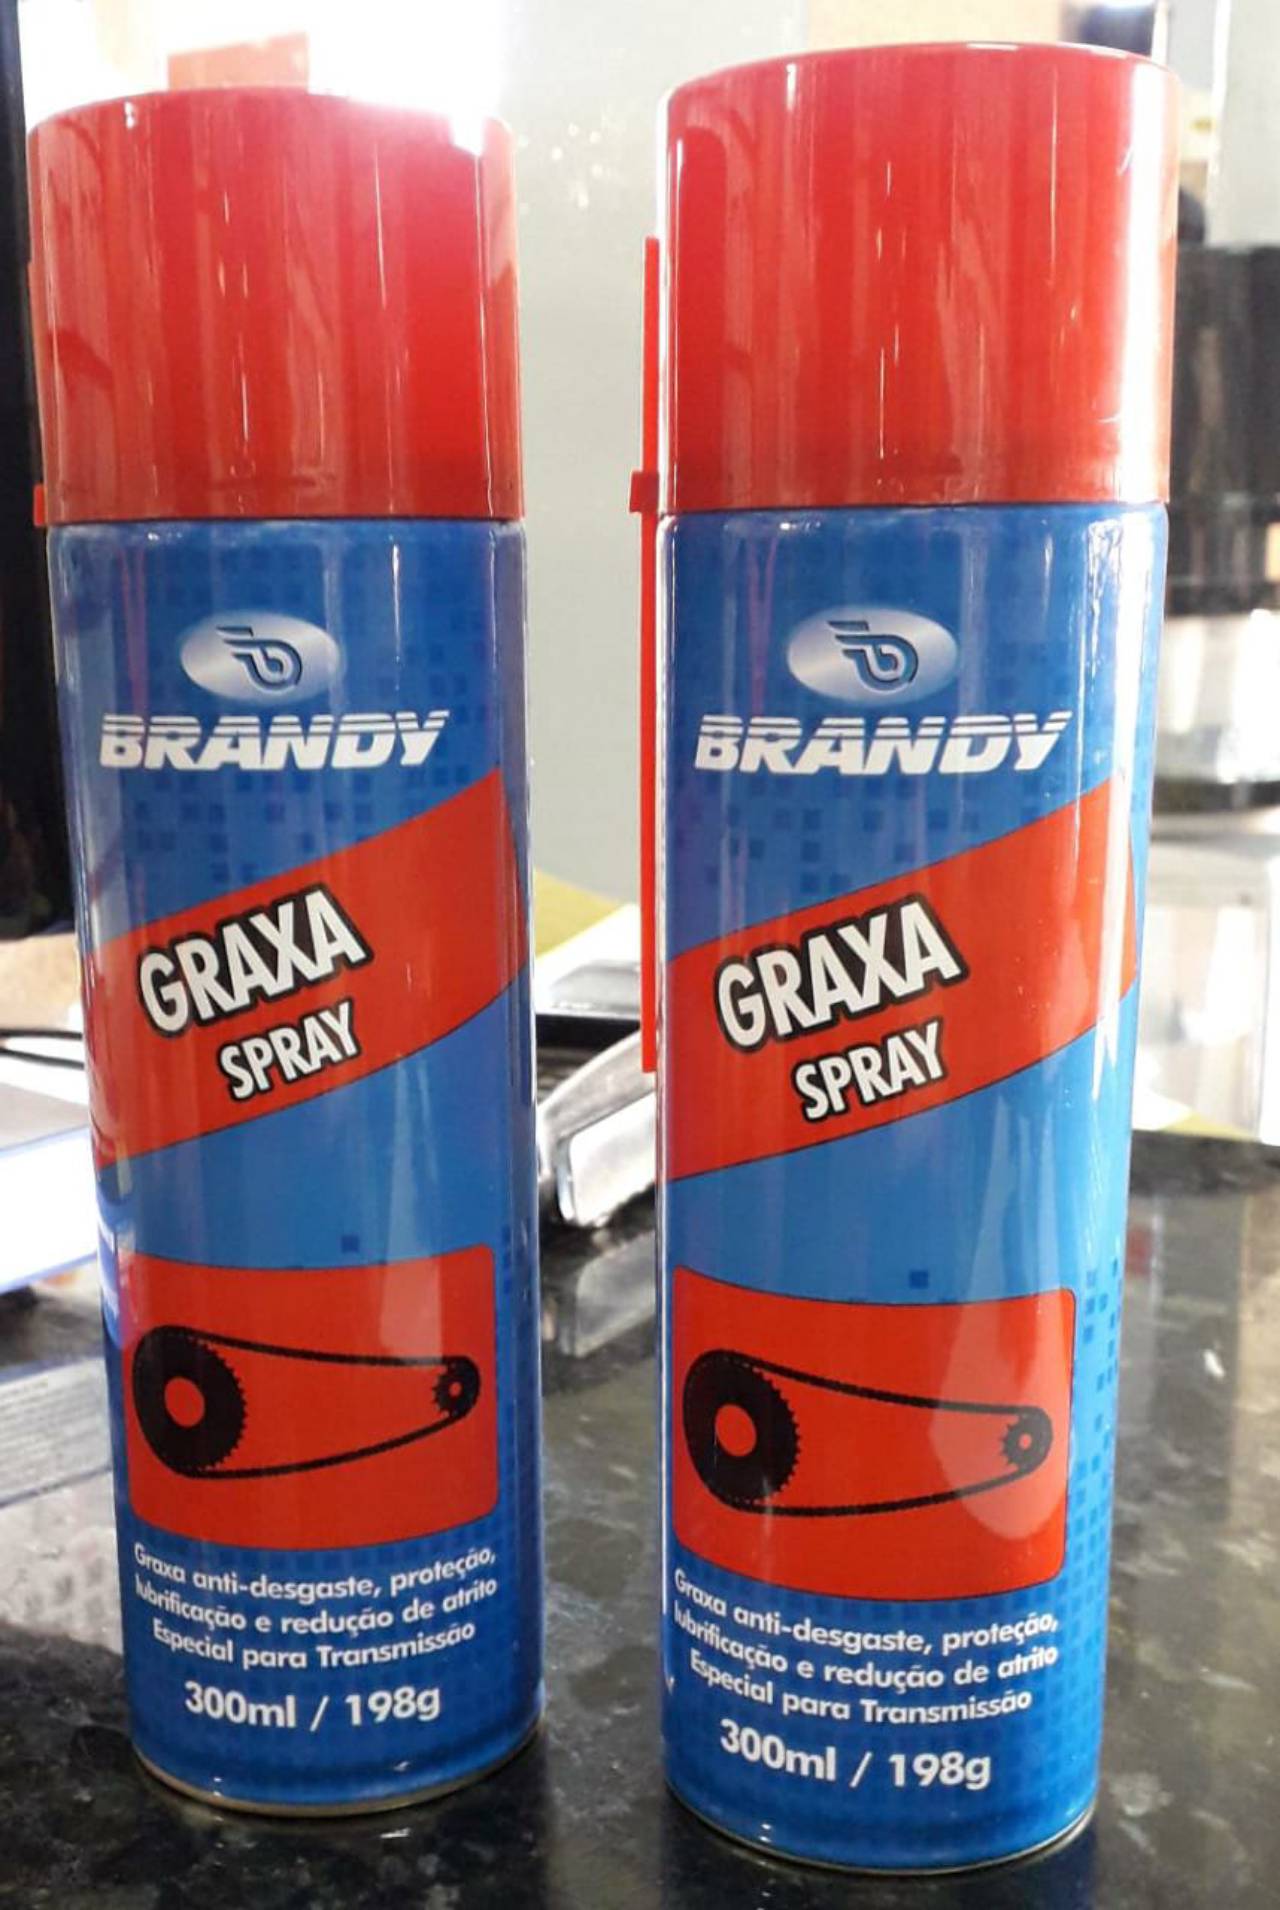 BRANDY
GRAXA
SPRAY
Graxa anti-desgaste, proteção,
lubrificação e redução de atrito
Especial para Transmissão
300ml / 198g
BRANDY
GRAXA
SPRAY
Graxa anti-desgaste, proteção,
lubrificação e redução de atrito
Especial para Transmissão
300ml / 198g